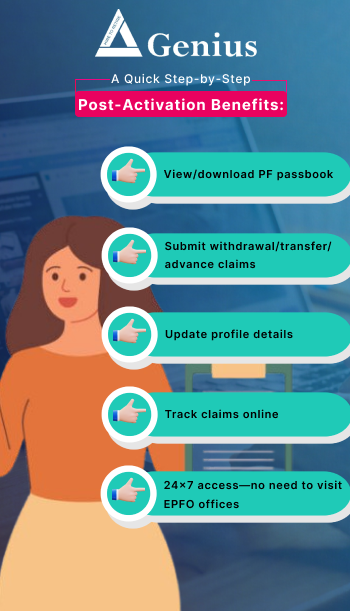 Genius
A Quick Step-by-Step
Post-Activation Benefits:
View/download PF passbook
Submit withdrawal/transfer/
advance claims
Update profile details
Track claims online
24×7 access—no need to visit
EPFO offices